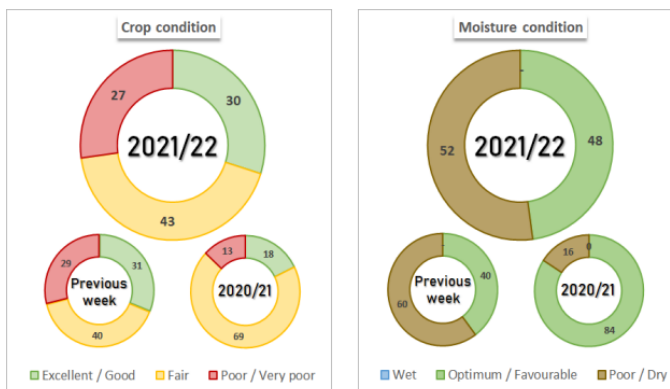 Crop condition
27
30
2021/22
43
29
31
Previous
week
40
13
18
2020/21
69
Excellent / Good
Fair
Poor / Very poor
Moisture condition
-
52
48
2021/22
-
40
Previous
week
60
16
0
2020/21
84
Wet
Optimum / Favourable
Poor / Dry